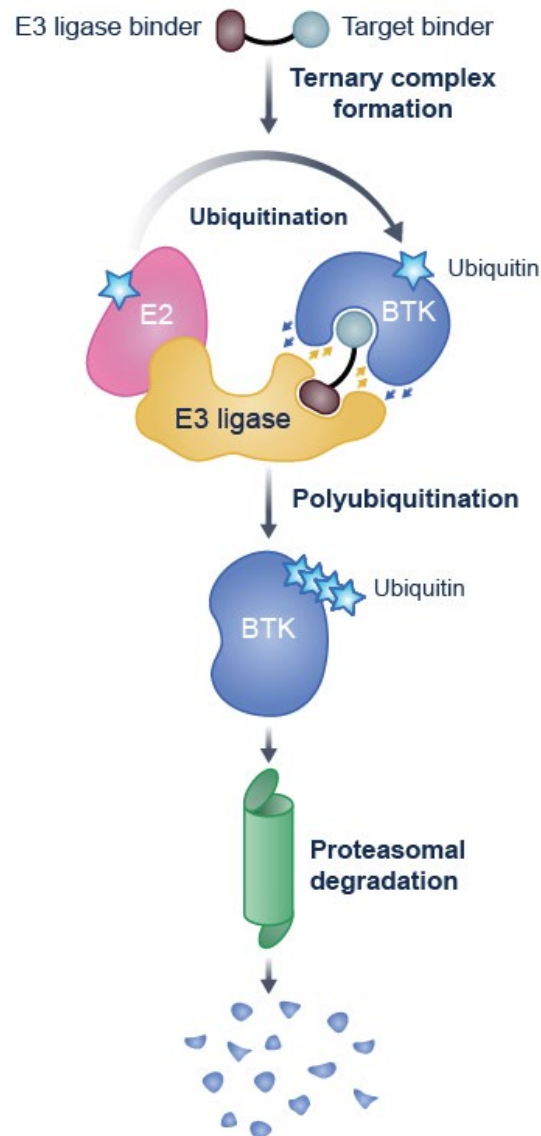 E3 ligase binder
Target binder
Ternary complex
formation
Ubiquitination
Ubiquitin
E2
BTK
E3 ligase
Polyubiquitination
Ubiquitin
BTK
Proteasomal
degradation